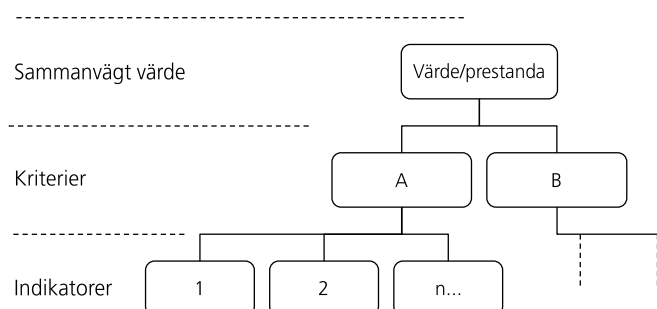 Sammanvägt värde
Värde/prestanda
Kriterier
A
B
Indikatorer
1
2
n...